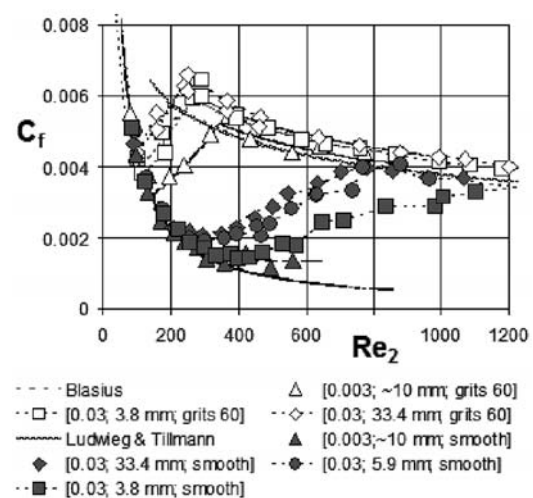 0.008
0.006
C_f
0.004
0.002
0
0 200 400 600 800 1000 1200
Re_2
Blasius
[0.003; ~10 mm; grits 60]
[0.03; 3.8 mm; grits 60]
[0.03; 33.4 mm; grits 60]
Ludwieg & Tillmann
[0.003;~10 mm; smooth]
[0.03; 33.4 mm; smooth]
[0.03; 5.9 mm; smooth]
[0.03; 3.8 mm; smooth]